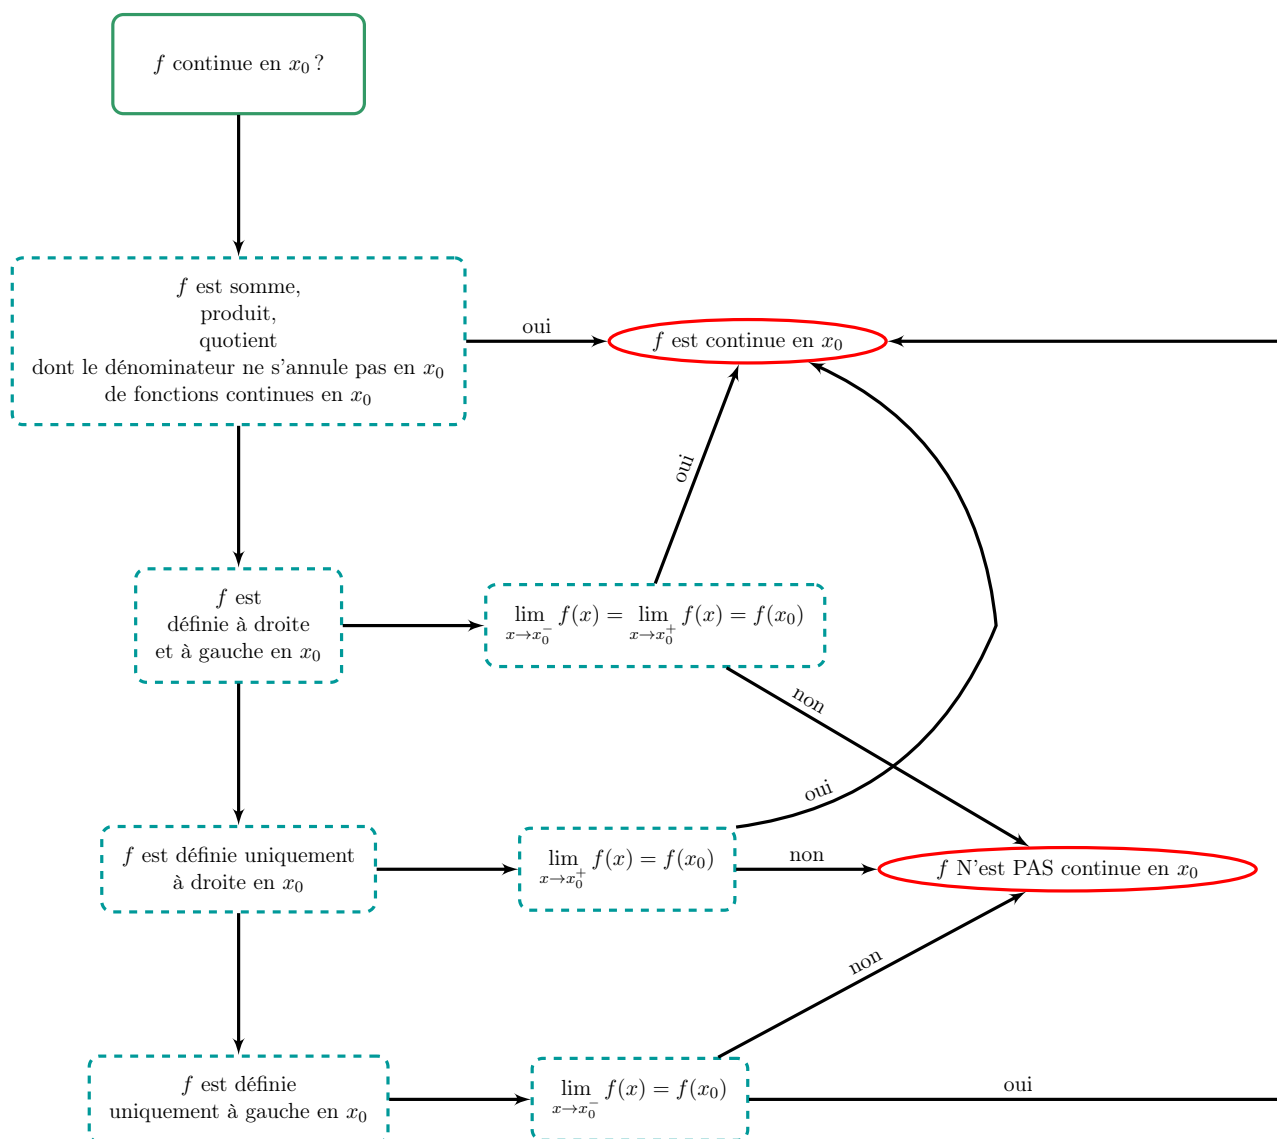 f continue en x₀ ?
f est somme,
produit,
quotient
dont le dénominateur ne s'annule pas en x₀
de fonctions continues en x₀
oui
f est continue en x₀
oui
f est
définie à droite
et à gauche en x₀
lim_{x→x₀⁻} f(x) = lim_{x→x₀⁺} f(x) = f(x₀)
non
oui
f est définie uniquement
à droite en x₀
lim_{x→x₀⁺} f(x) = f(x₀)
non
f N'est PAS continue en x₀
non
f est définie
uniquement à gauche en x₀
lim_{x→x₀⁻} f(x) = f(x₀)
oui